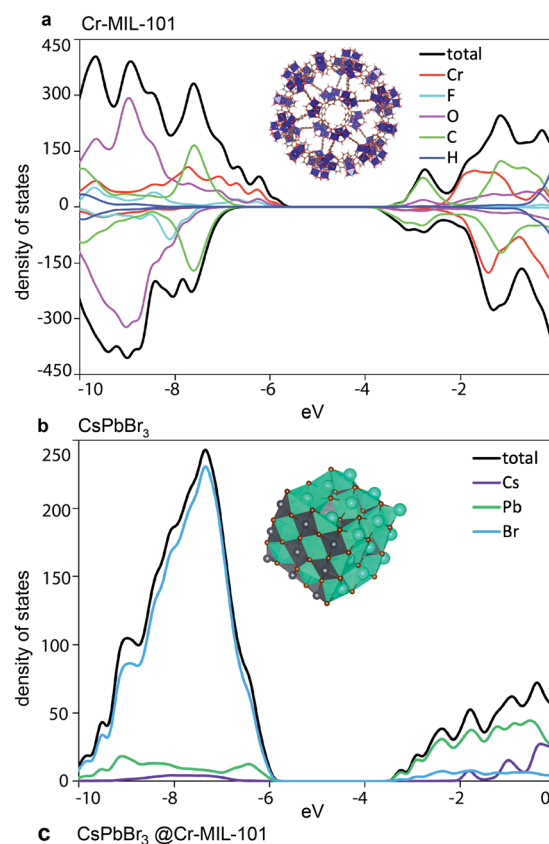 a Cr-MIL-101
450
300
150
0
-150
-300
-450
density of states
total
Cr
F
O
C
H
-10 -8 -6 -4 -2
eV
b CsPbBr₃
250
200
150
100
50
0
density of states
total
Cs
Pb
Br
-10 -8 -6 -4 -2 0
eV
c CsPbBr₃ @Cr-MIL-101